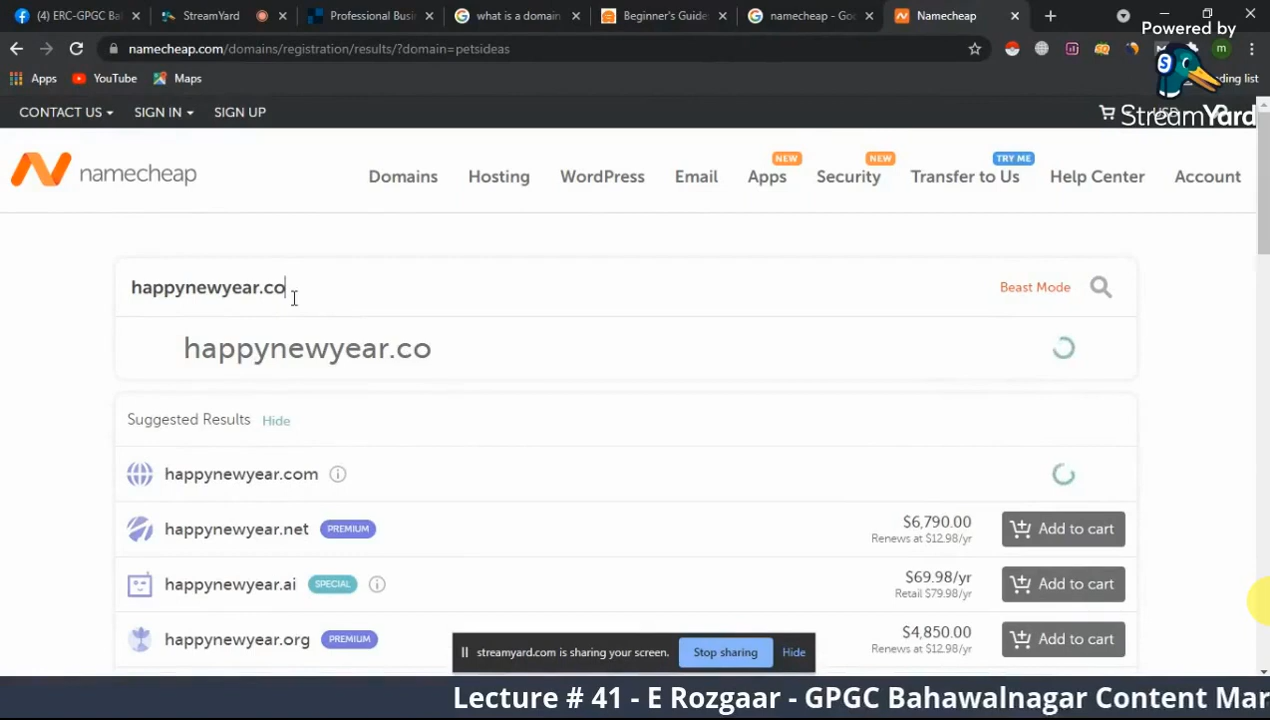 (4) ERC-GPGC Ba
StreamYard
Professional Busi
what is a domain
Beginner's Guide
namecheap - Goo
Namecheap
Powered by
namecheap.com/domains/registration/results/?domain=petsideas
m
Apps
YouTube
Maps
ding list
StreamYard
CONTACT US
SIGN IN
SIGN UP
namecheap
Domains
Hosting
WordPress
Email
Apps
NEW
Security
NEW
Transfer to Us
TRY ME
Help Center
Account
happynewyear.co
Beast Mode
happynewyear.co
Suggested Results Hide
happynewyear.com
happynewyear.net PREMIUM
$6,790.00
Renews at $12.98/yr
Add to cart
happynewyear.ai SPECIAL
$69.98/yr
Retail $79.98/yr
Add to cart
happynewyear.org PREMIUM
$4,850.00
Renews at $12.98/yr
Add to cart
streamyard.com is sharing your screen.
Stop sharing
Hide
Lecture # 41 - E Rozgaar - GPGC Bahawalnagar Content Mar